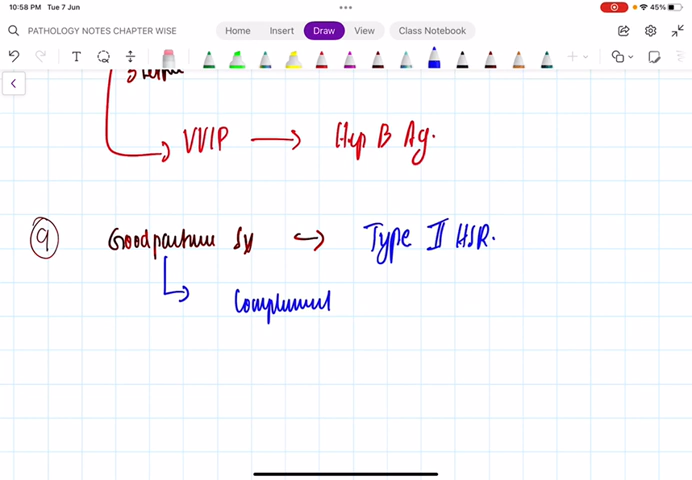 10:58 PM Tue 7 Jun 45%
PATHOLOGY NOTES CHAPTER WISE Home Insert Draw View Class Notebook
VVIP → Hep B Ag.
9 Goodpasture Sy ↔ Type II HSR.
Complement